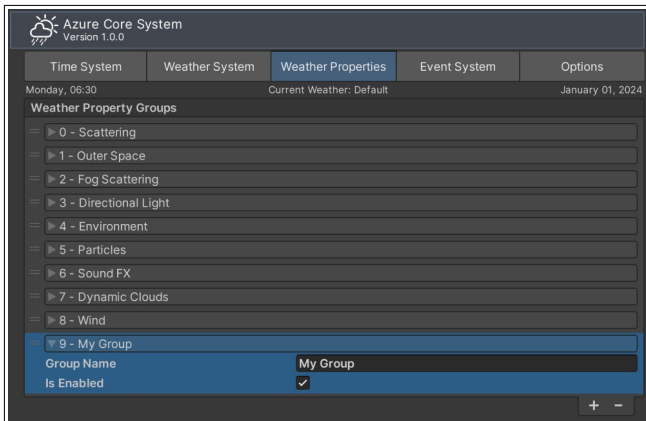 Azure Core System
Version 1.0.0
Time System Weather System Weather Properties Event System Options
Monday, 06:30 Current Weather: Default January 01, 2024
Weather Property Groups
0 - Scattering
1 - Outer Space
2 - Fog Scattering
3 - Directional Light
4 - Environment
5 - Particles
6 - Sound FX
7 - Dynamic Clouds
8 - Wind
9 - My Group
Group Name My Group
Is Enabled